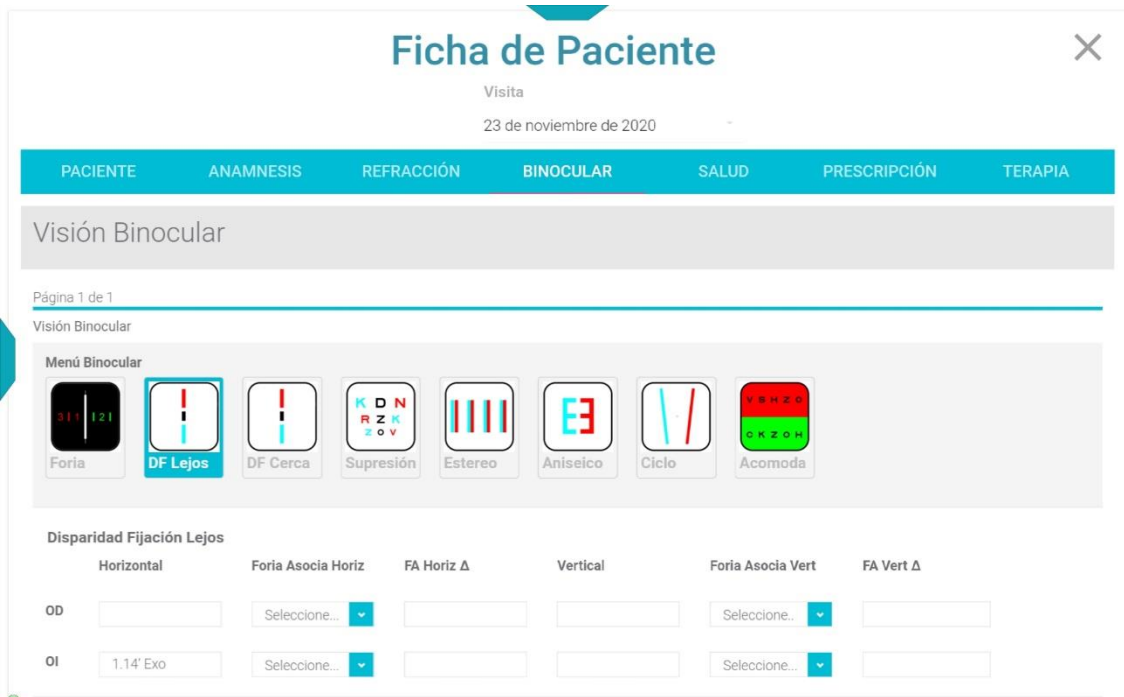 Ficha de Paciente
Visita
23 de noviembre de 2020
PACIENTE ANAMNESIS REFRACCIÓN BINOCULAR SALUD PRESCRIPCIÓN TERAPIA
Visión Binocular
Página 1 de 1
Visión Binocular
Menú Binocular
3 1 1 1 2 1
K D N
R Z K
Z O V
E E
V S H Z O
C K Z O H
Foria DF Lejos DF Cerca Supresión Estereo Aniseico Ciclo Acomoda
Disparidad Fijación Lejos
Horizontal Foria Asocia Horiz FA Horiz Δ Vertical Foria Asocia Vert FA Vert Δ
OD Seleccione... Seleccione..
OI 1.14' Exo Seleccione... Seleccione...